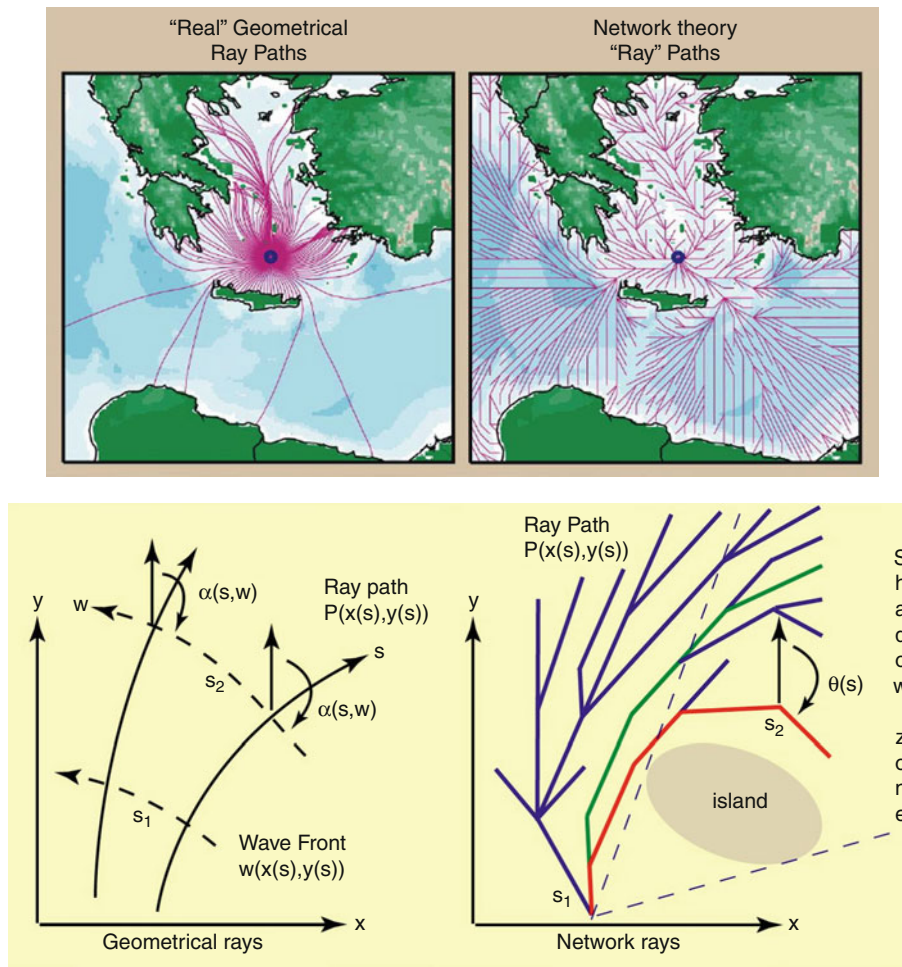 “Real” Geometrical
Ray Paths
Network theory
“Ray” Paths
y
w
α(s,w)
s₂
Ray path
P(x(s),y(s))
s
α(s,w)
s₁
Wave Front
w(x(s),y(s))
x
Geometrical rays
Ray Path
P(x(s),y(s))
y
θ(s)
s₂
island
s₁
x
Network rays
S
h
a
c
w
z
c
r
e